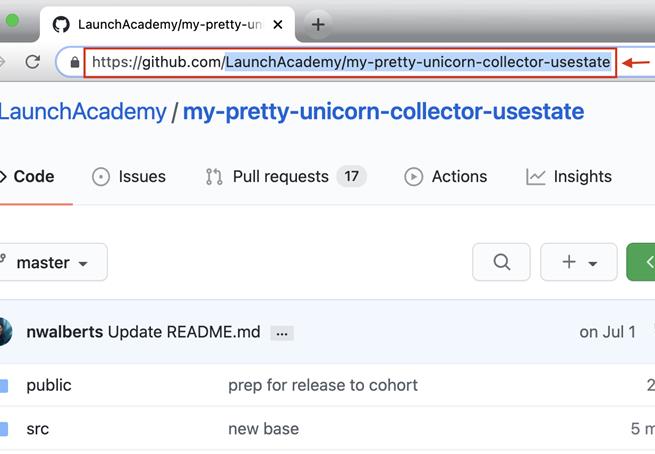 LaunchAcademy/my-pretty-un
https://github.com/LaunchAcademy/my-pretty-unicorn-collector-usestate
LaunchAcademy / my-pretty-unicorn-collector-usestate
Code Issues Pull requests 17 Actions Insights
master
nwalberts Update README.md ... on Jul 1
public prep for release to cohort 2
src new base 5 m